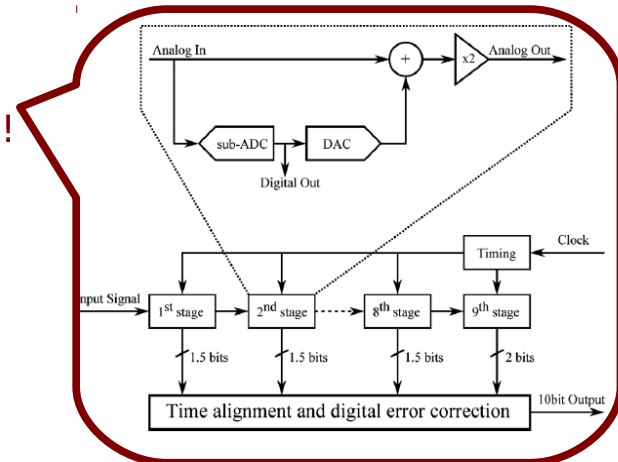 Analog In
+
x2
Analog Out
!
sub-ADC
DAC
Digital Out
Timing
Clock
nput Signal
1st stage
2nd stage
8th stage
9th stage
1.5 bits
1.5 bits
1.5 bits
2 bits
Time alignment and digital error correction
10bit Output